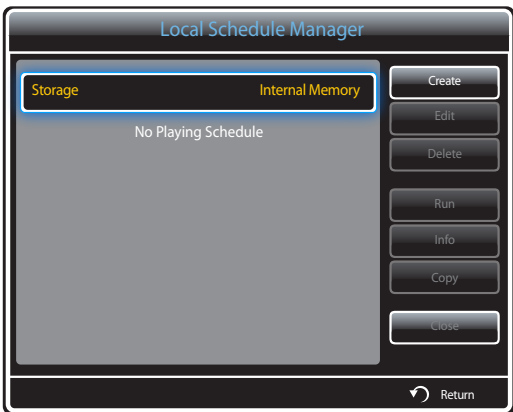 Local Schedule Manager
Storage Internal Memory
No Playing Schedule
Create
Edit
Delete
Run
Info
Copy
Close
Return